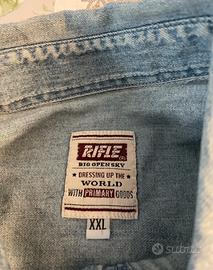 RIFLE®
BIG OPEN SKY
DRESSING UP THE
WORLD
WITH PRIMARY GOODS
XXL
subito